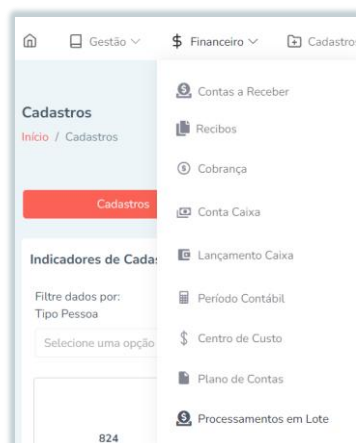 Gestão
Financeiro
Cadastros
Cadastros
Início / Cadastros
Cadastros
Indicadores de Cadas
Filtre dados por:
Tipo Pessoa
Selecione uma opção
824
Contas a Receber
Recibos
Cobrança
Conta Caixa
Lançamento Caixa
Período Contábil
Centro de Custo
Plano de Contas
Processamentos em Lote